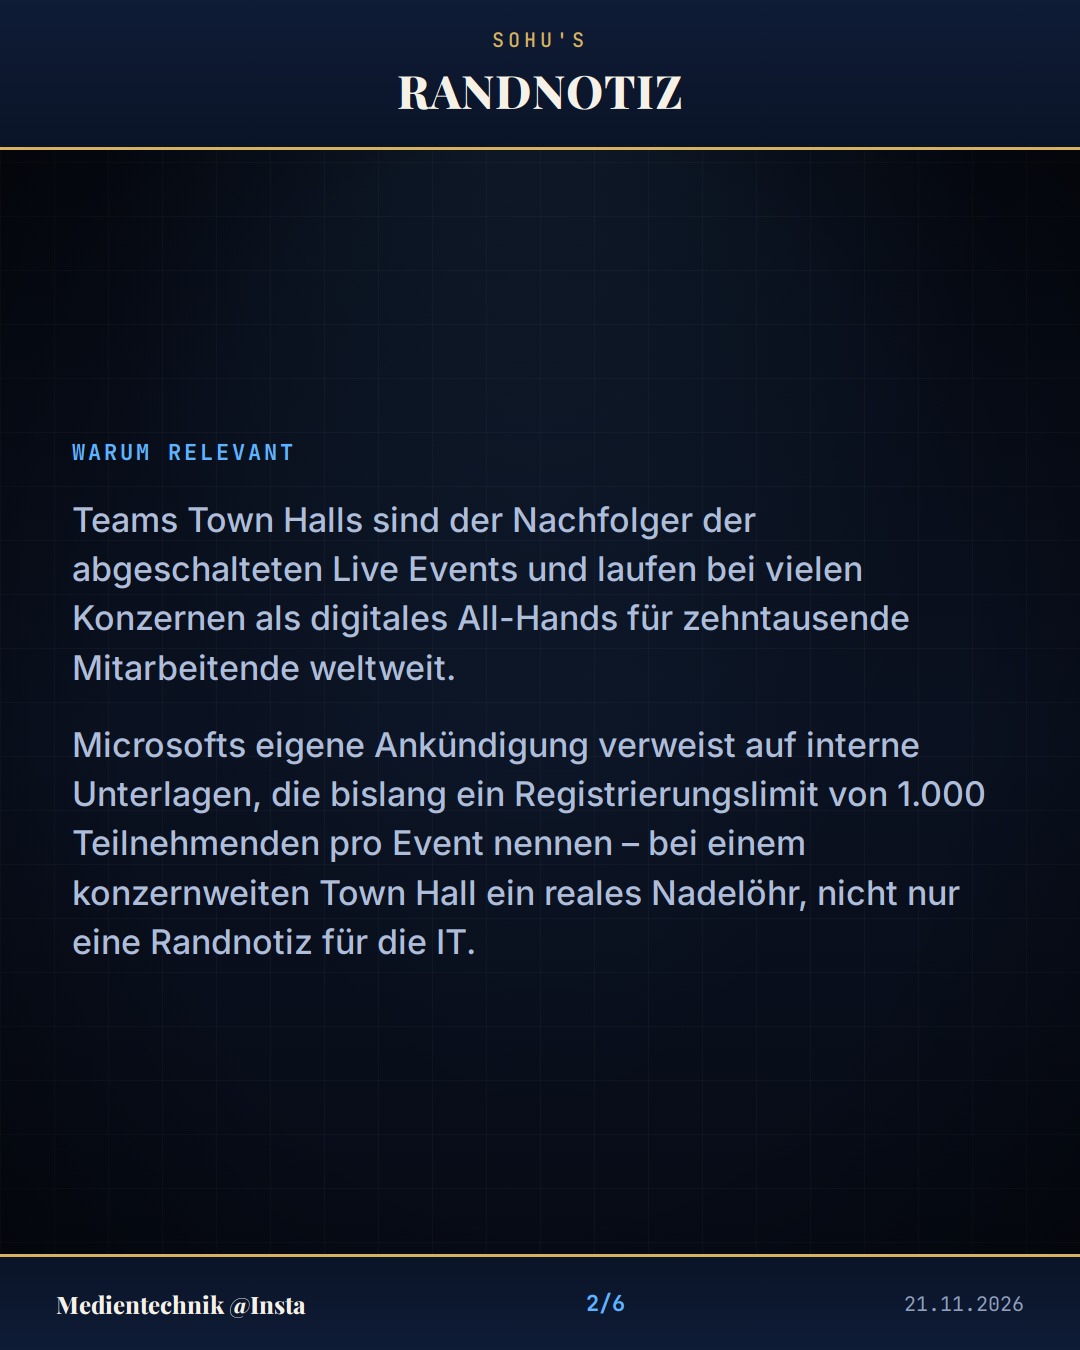 SOHU'S
RANDNOTIZ
WARUM RELEVANT
Teams Town Halls sind der Nachfolger der
abgeschalteten Live Events und laufen bei vielen
Konzernen als digitales All-Hands für zehntausende
Mitarbeitende weltweit.
Microsofts eigene Ankündigung verweist auf interne
Unterlagen, die bislang ein Registrierungslimit von 1.000
Teilnehmenden pro Event nennen – bei einem
konzernweiten Town Hall ein reales Nadelöhr, nicht nur
eine Randnotiz für die IT.
Medientechnik @Insta
2/6
21.11.2026